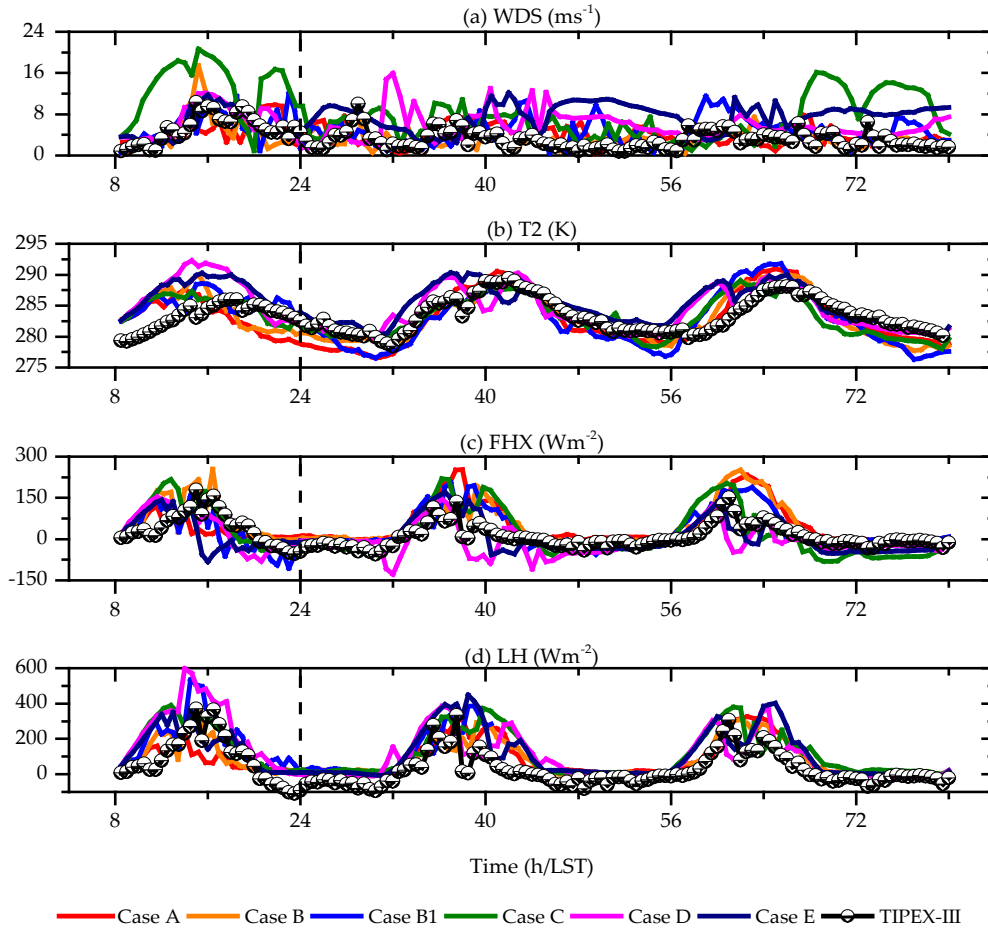 (a) WDS (ms⁻¹)
24
16
8
0
8 24 40 56 72
(b) T2 (K)
295
290
285
280
275
8 24 40 56 72
(c) FHX (Wm⁻²)
300
150
0
-150
8 24 40 56 72
(d) LH (Wm⁻²)
600
400
200
0
8 24 40 56 72
Time (h/LST)
Case A Case B Case B1 Case C Case D Case E TIPEX-III